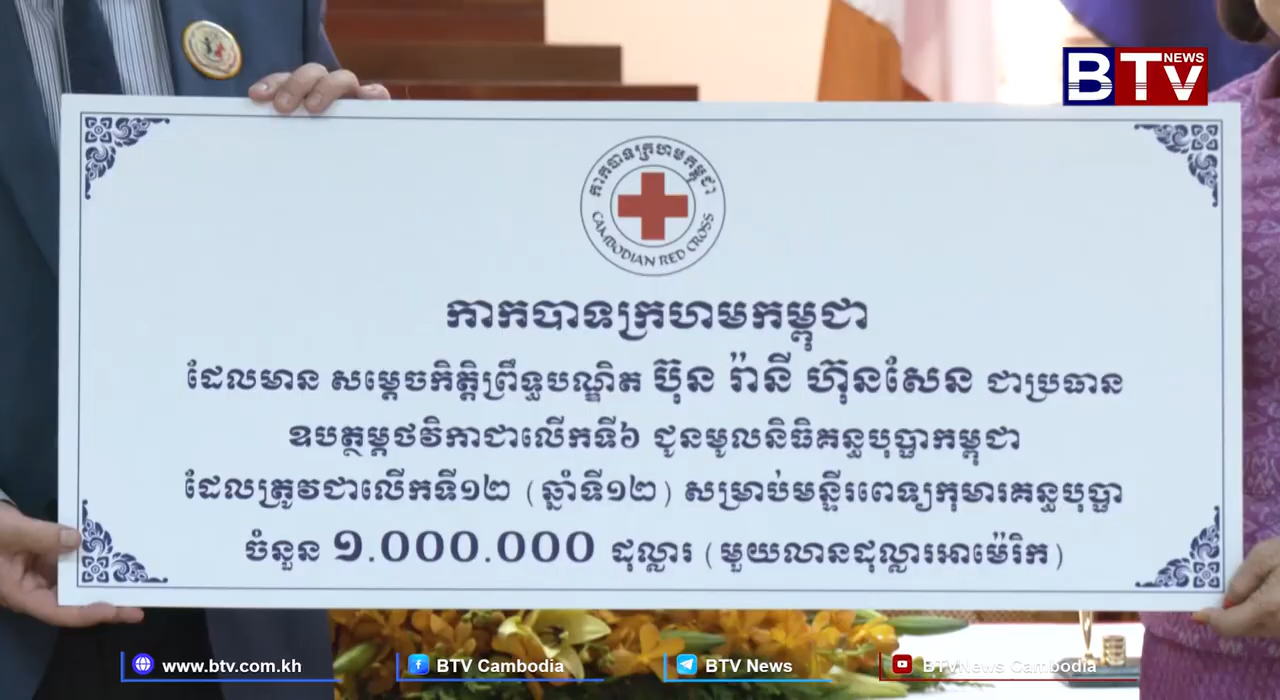 BTV NEWS
កាកបាទក្រហមកម្ពុជា
CAMBODIAN RED CROSS
កាកបាទក្រហមកម្ពុជា
ដែលមាន សម្តេចកិត្តិព្រឹទ្ធបណ្ឌិត ប៊ុន រ៉ានី ហ៊ុនសែន ជាប្រធាន
ឧបត្ថម្ភថវិកាជាលើកទី៦ ជូនមូលនិធិគន្ធបុប្ផាកម្ពុជា
ដែលត្រូវជាលើកទី១២ (ឆ្នាំទី១២) សម្រាប់មន្ទីរពេទ្យកុមារគន្ធបុប្ផា
ចំនួន ១.០០០.០០០ ដុល្លារ (មួយលានដុល្លារអាម៉េរិក)
www.btv.com.kh BTV Cambodia BTV News BTVNews Cambodia